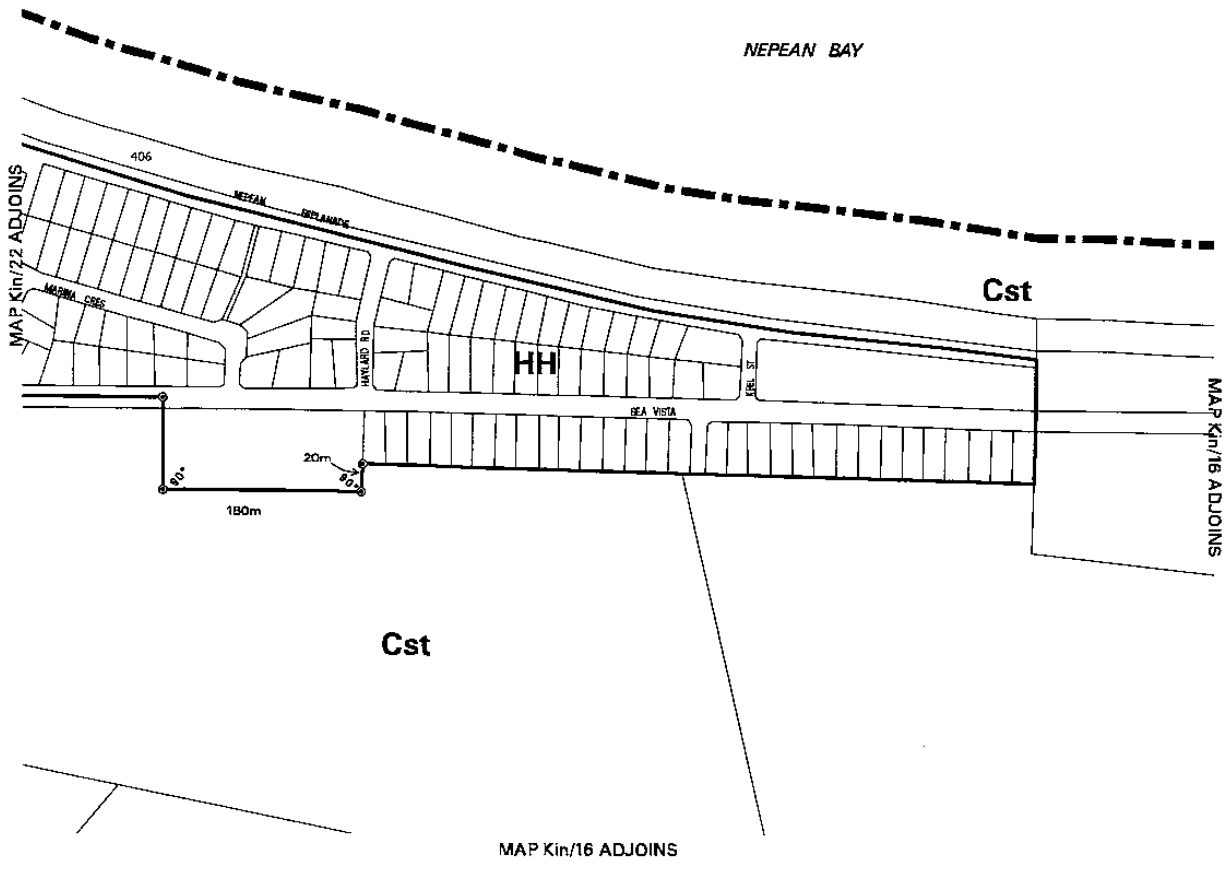 NEPEAN BAY
406
MAP Kin/22 ADJOINS
NEPEAN ESPLANADE
MARINA CRES
Cst
HAYLARD RD
HH
KEEL ST
SEA VISTA
MAP Kin/16 ADJOINS
20m
90°
90°
180m
Cst
MAP Kin/16 ADJOINS